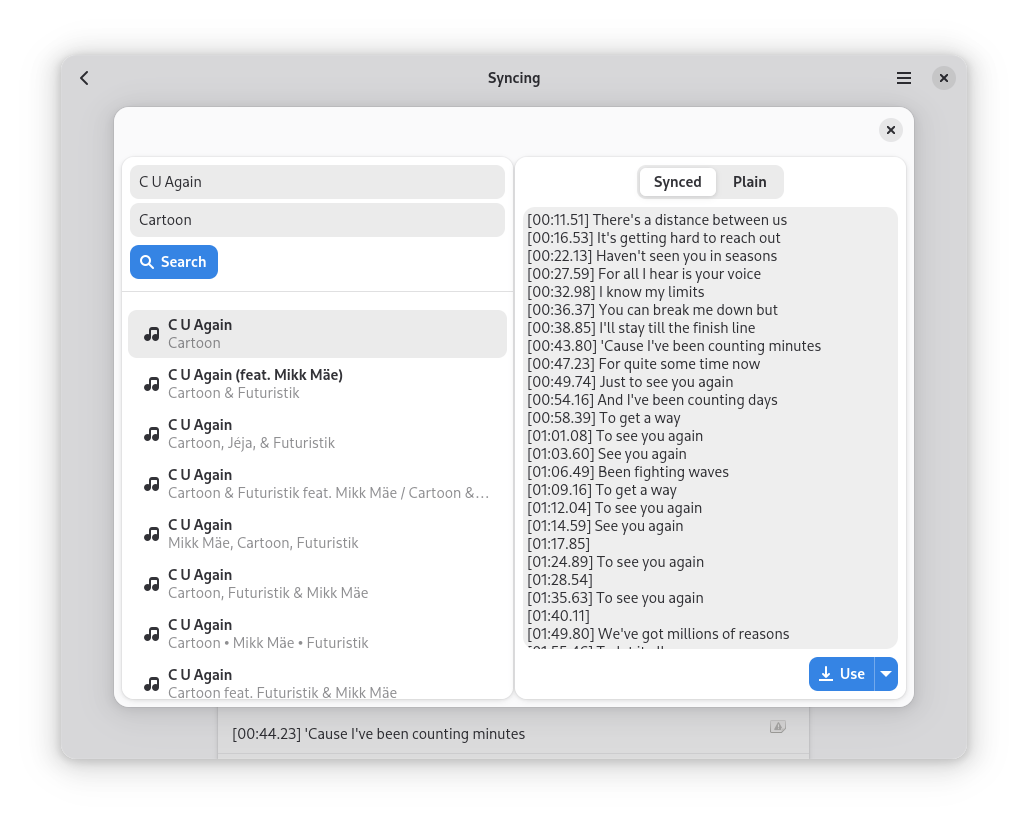 Syncing
C U Again
Cartoon
Search
C U Again
Cartoon
C U Again (feat. Mikk Mäe)
Cartoon & Futuristik
C U Again
Cartoon, Jéja, & Futuristik
C U Again
Cartoon & Futuristik feat. Mikk Mäe / Cartoon &…
C U Again
Mikk Mäe, Cartoon, Futuristik
C U Again
Cartoon, Futuristik & Mikk Mäe
C U Again
Cartoon • Mikk Mäe • Futuristik
C U Again
Cartoon feat. Futuristik & Mikk Mäe
Synced Plain
[00:11.51] There's a distance between us
[00:16.53] It's getting hard to reach out
[00:22.13] Haven't seen you in seasons
[00:27.59] For all I hear is your voice
[00:32.98] I know my limits
[00:36.37] You can break me down but
[00:38.85] I'll stay till the finish line
[00:43.80] 'Cause I've been counting minutes
[00:47.23] For quite some time now
[00:49.74] Just to see you again
[00:54.16] And I've been counting days
[00:58.39] To get a way
[01:01.08] To see you again
[01:03.60] See you again
[01:06.49] Been fighting waves
[01:09.16] To get a way
[01:12.04] To see you again
[01:14.59] See you again
[01:17.85]
[01:24.89] To see you again
[01:28.54]
[01:35.63] To see you again
[01:40.11]
[01:49.80] We've got millions of reasons
Use
[00:44.23] 'Cause I've been counting minutes